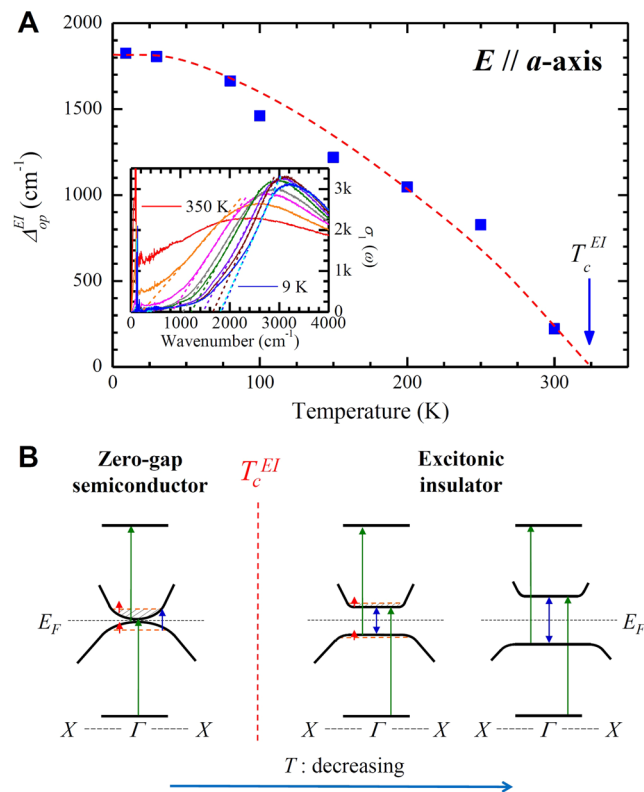 A
2000
1500
1000
500
0
Δ_op^EI (cm⁻¹)
E // a-axis
T_c^EI
350 K
9 K
3k
2k
1k
0
σ₁(ω)
0 1000 2000 3000 4000
Wavenumber (cm⁻¹)
0 100 200 300
Temperature (K)
B
Zero-gap
semiconductor
T_c^EI
Excitonic
insulator
E_F
E_F
X ------ Γ ------ X
X ------ Γ ------ X
X ------ Γ ------ X
T : decreasing